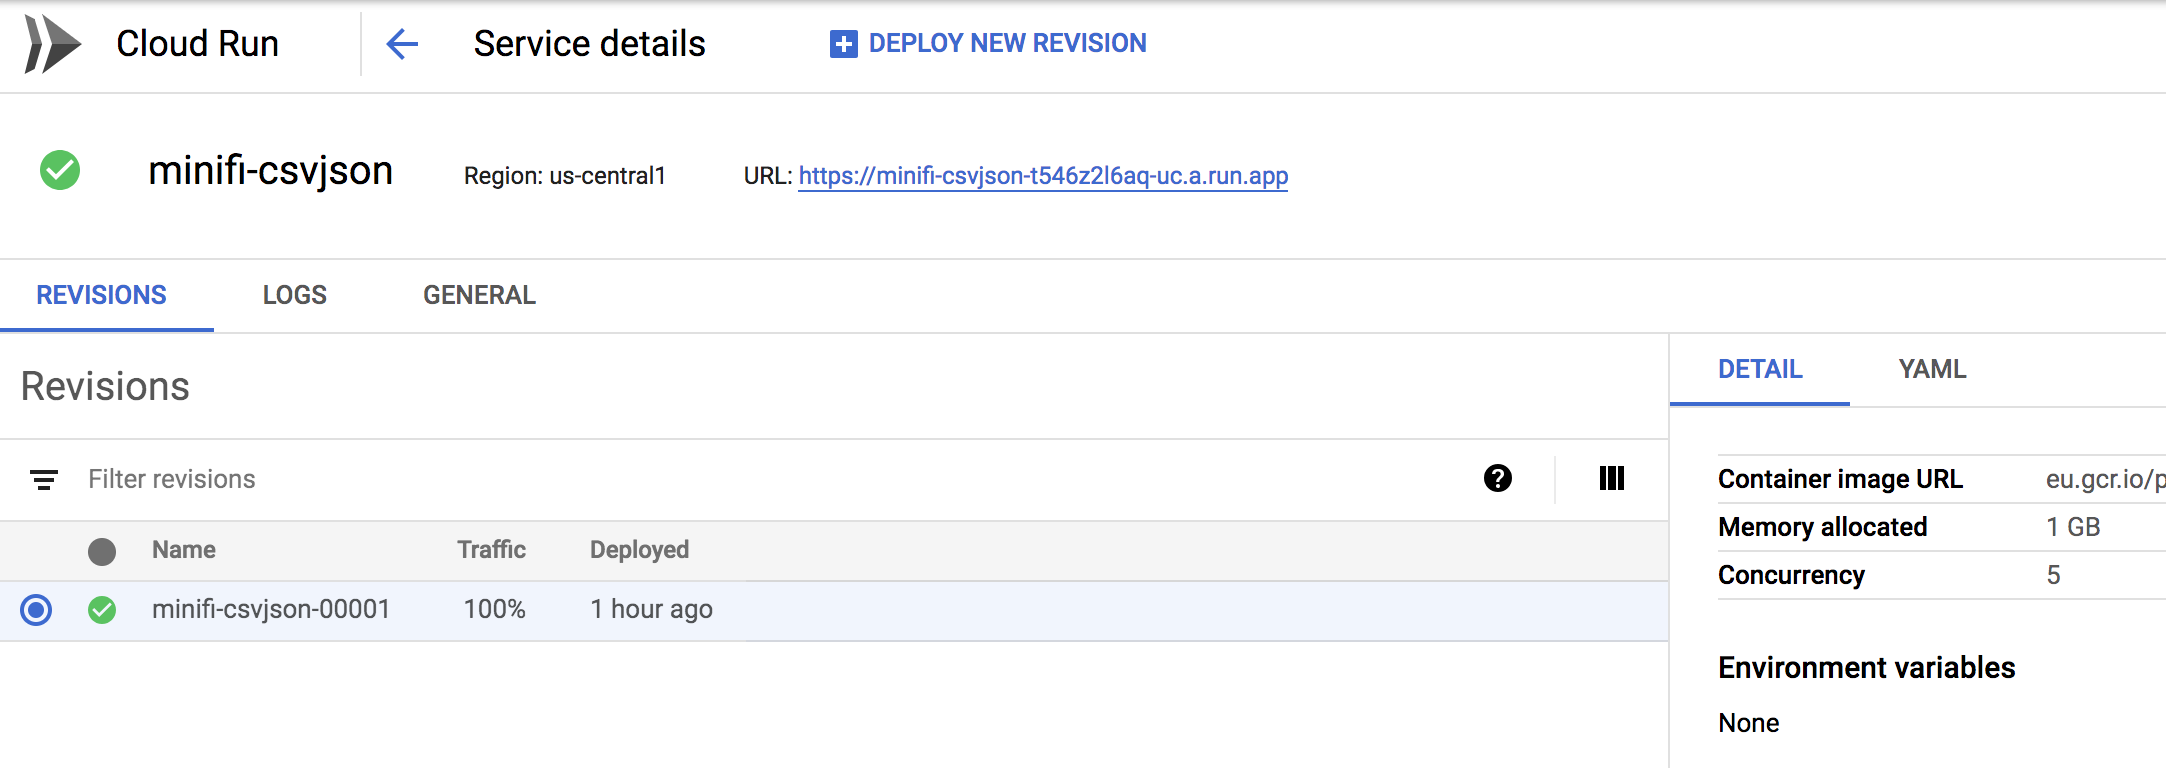 Cloud Run
Service details
DEPLOY NEW REVISION
minifi-csvjson
Region: us-central1
URL: https://minifi-csvjson-t546z2l6aq-uc.a.run.app
REVISIONS
LOGS
GENERAL
Revisions
Filter revisions
Name Traffic Deployed
minifi-csvjson-00001 100% 1 hour ago
DETAIL
YAML
Container image URL eu.gcr.io/p
Memory allocated 1 GB
Concurrency 5
Environment variables
None